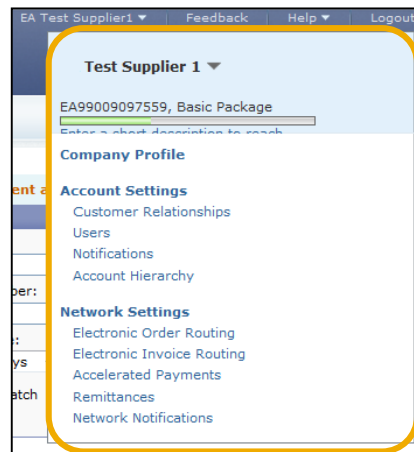 EA Test Supplier1 ▼ | Feedback | Help ▼ | Logout
Test Supplier 1 ▼
EA99009097559, Basic Package
Enter a short description to reach
Company Profile
ent a
Account Settings
Customer Relationships
Users
Notifications
Account Hierarchy
ber:
Network Settings
Electronic Order Routing
Electronic Invoice Routing
ys
Accelerated Payments
atch
Remittances
Network Notifications